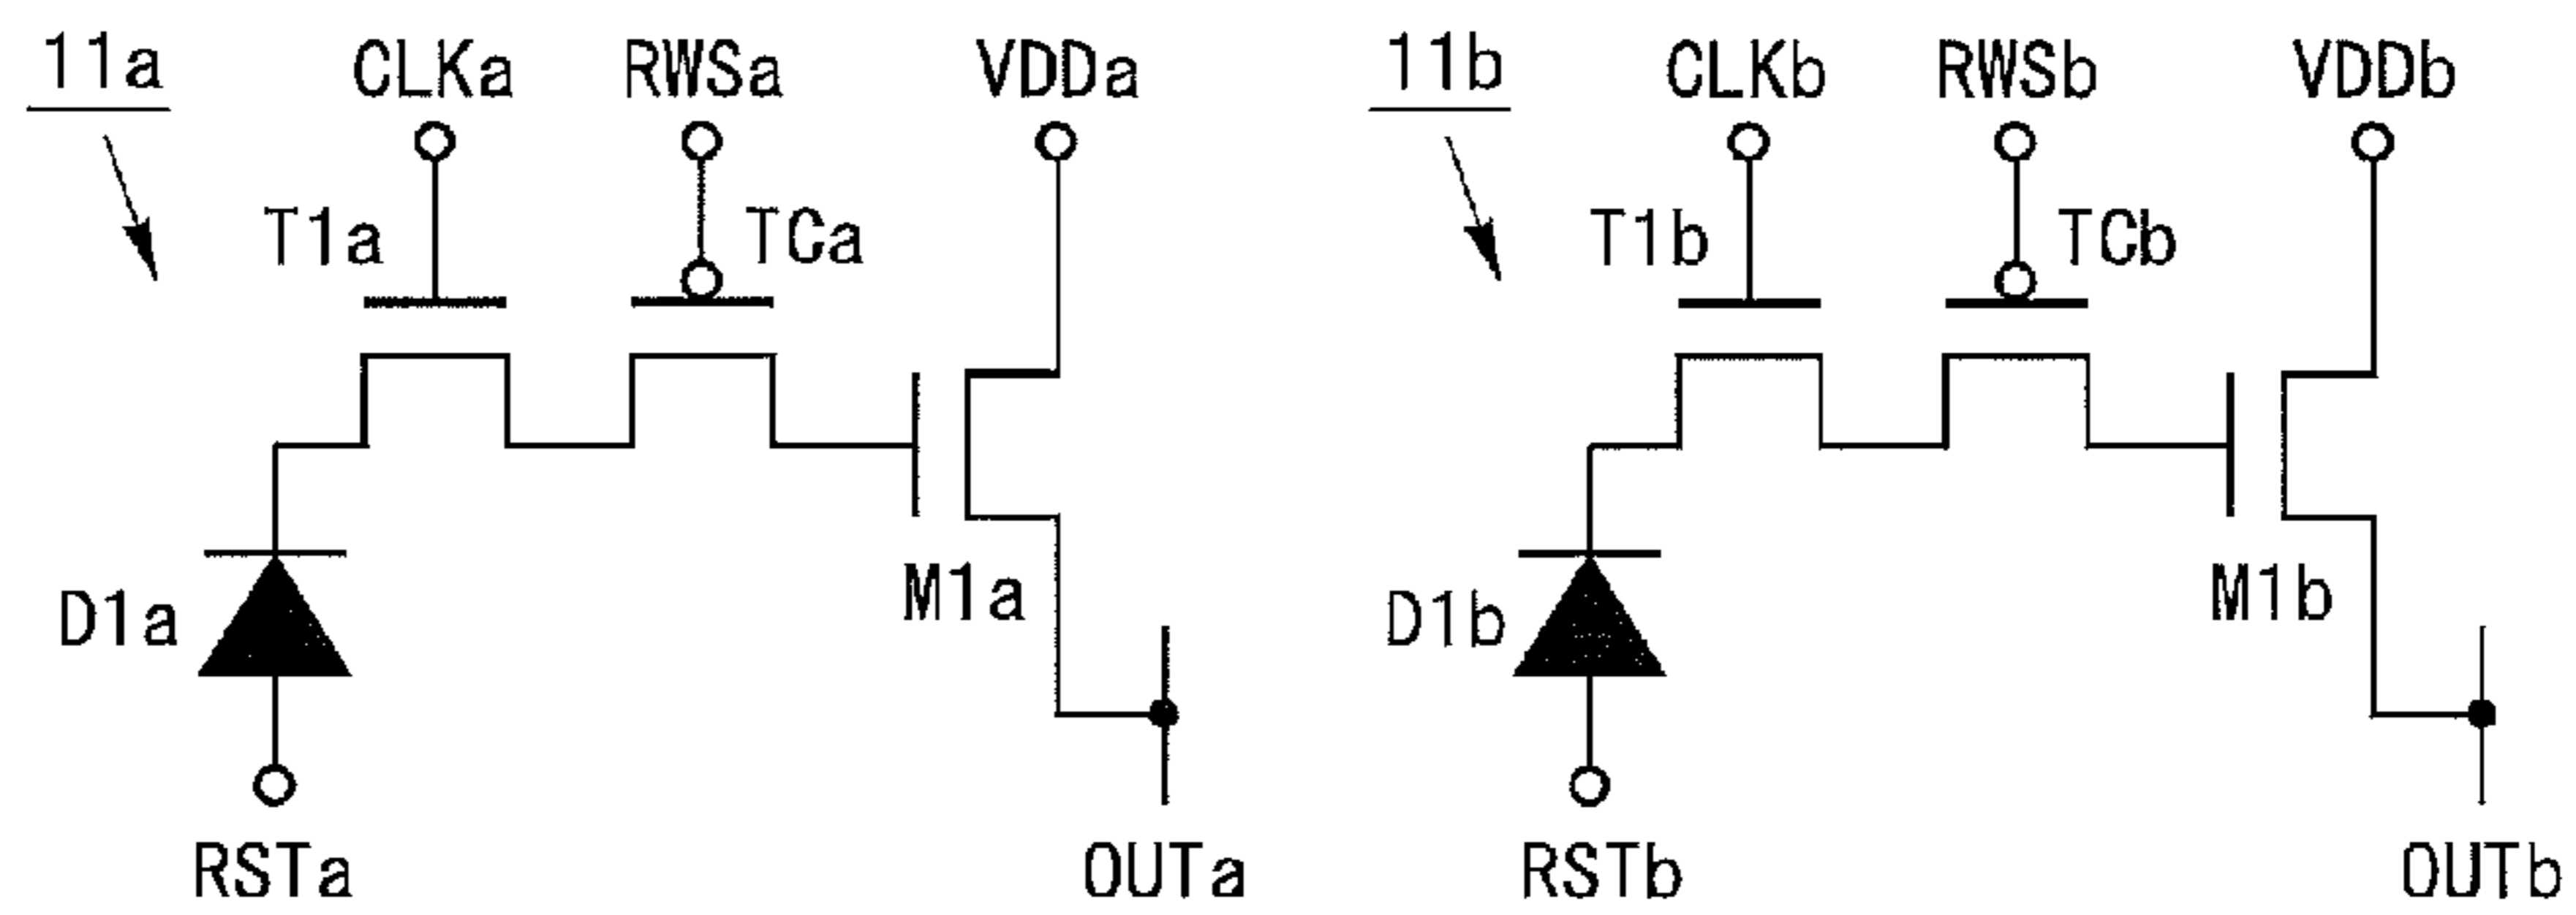 11a CLKa RWSa VDDa 11b CLKb RWSb VDDb
T1a TCa T1b TCb
D1a M1a D1b M1b
RSTa OUTa RSTb OUTb